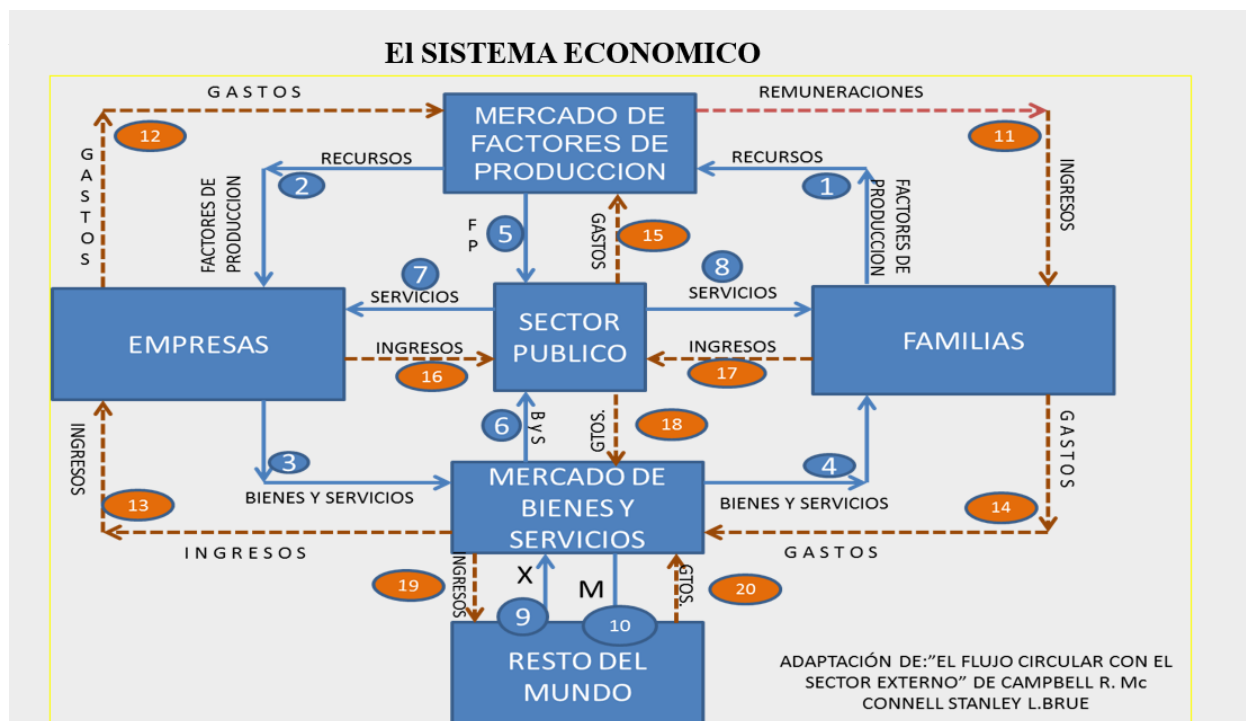 El SISTEMA ECONOMICO
GASTOS
REMUNERACIONES
12
MERCADO DE
FACTORES DE
PRODUCCION
11
RECURSOS
RECURSOS
2
1
GASTOS
FACTORES DE
PRODUCCION
F
P
5
GASTOS
15
FACTORES DE
PRODUCCION
INGRESOS
7
8
SERVICIOS
SERVICIOS
EMPRESAS
SECTOR
PUBLICO
FAMILIAS
INGRESOS
INGRESOS
16
17
INGRESOS
6
B y S
GTOS.
18
GASTOS
3
4
BIENES Y SERVICIOS
MERCADO DE
BIENES Y
SERVICIOS
BIENES Y SERVICIOS
13
14
INGRESOS
GASTOS
19
INGRESOS
X
M
GTOS.
20
9
10
RESTO DEL
MUNDO
ADAPTACIÓN DE:”EL FLUJO CIRCULAR CON EL
SECTOR EXTERNO” DE CAMPBELL R. Mc
CONNELL STANLEY L.BRUE